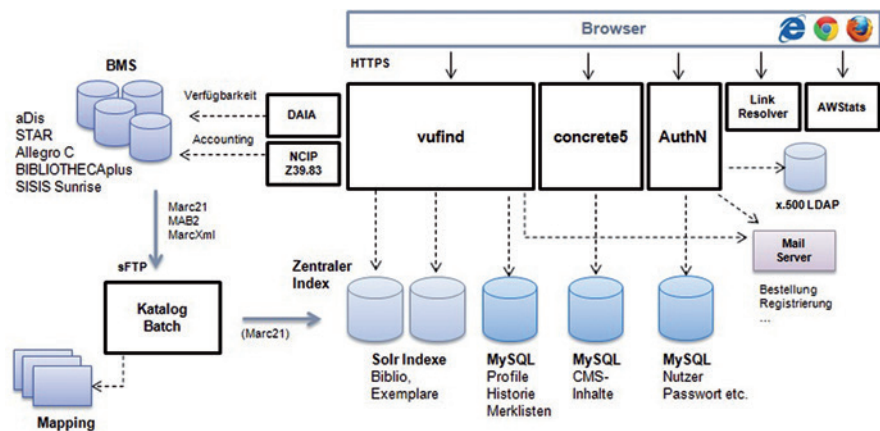 Browser
HTTPS
BMS
Verfügbarkeit
Accounting
aDis
STAR
Allegro C
BIBLIOTHECAplus
SISIS Sunrise
DAIA
NCIP
Z39.83
vufind
concrete5
AuthN
Link
Resolver
AWStats
x.500 LDAP
Mail
Server
Bestellung
Registrierung
...
Marc21
MAB2
MarcXml
sFTP
Katalog
Batch
(Marc21)
Mapping
Zentraler
Index
Solr Indexe
Biblio,
Exemplare
MySQL
Profile
Historie
Merklisten
MySQL
CMS-
Inhalte
MySQL
Nutzer
Passwort etc.